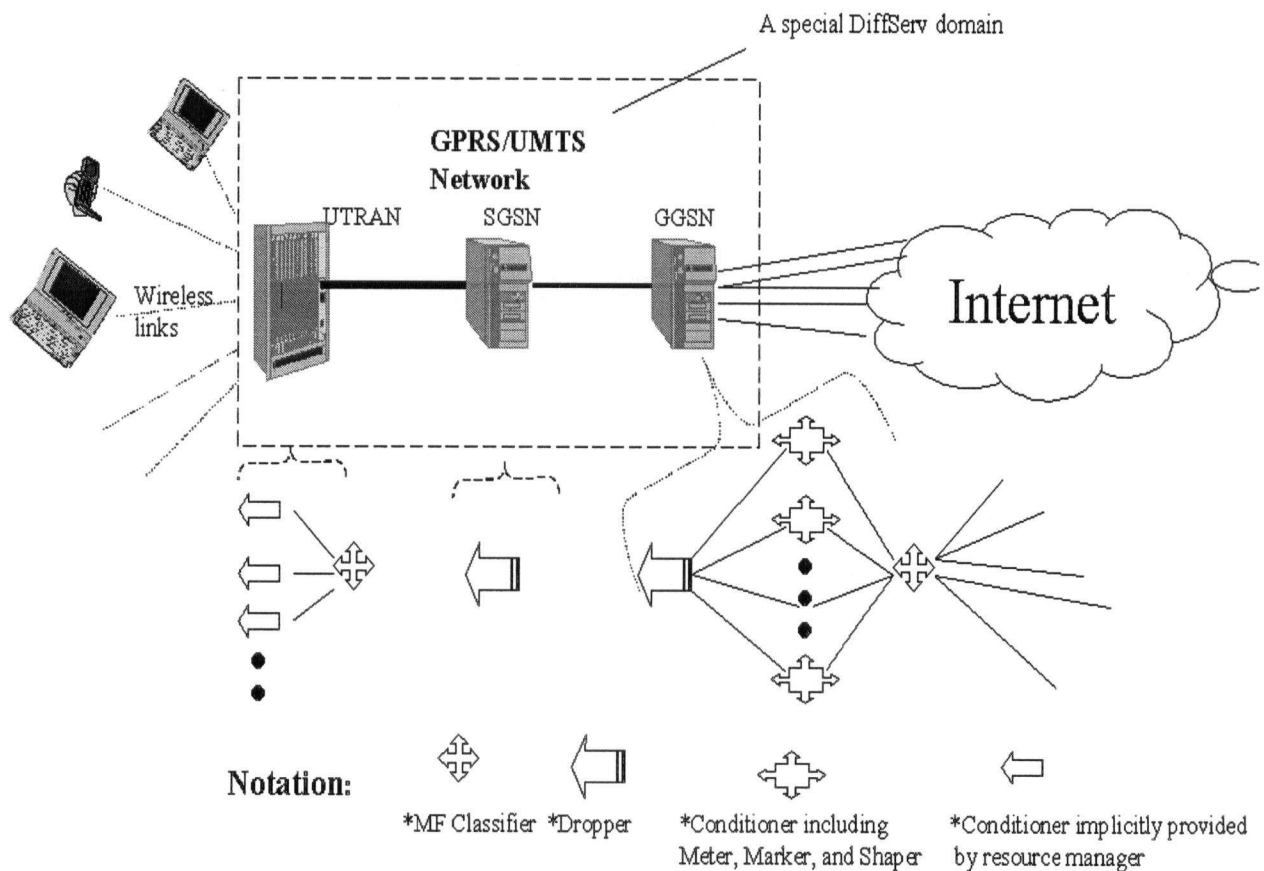 A special DiffServ domain
GPRS/UMTS
Network
UTRAN
SGSN
GGSN
Wireless
links
Internet
Notation:
*MF Classifier
*Dropper
*Conditioner including
Meter, Marker, and Shaper
*Conditioner implicitly provided
by resource manager